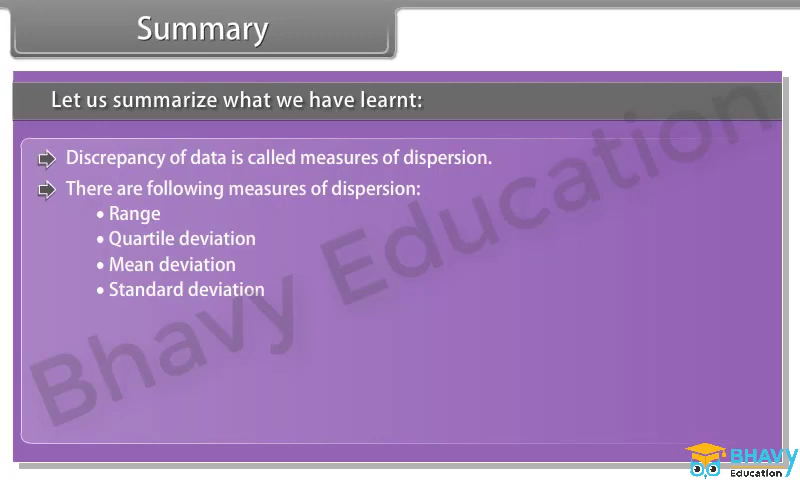 Summary
Let us summarize what we have learnt:
Discrepancy of data is called measures of dispersion.
There are following measures of dispersion:
• Range
• Quartile deviation
• Mean deviation
• Standard deviation
Bhavy Education
BHAVY
Education